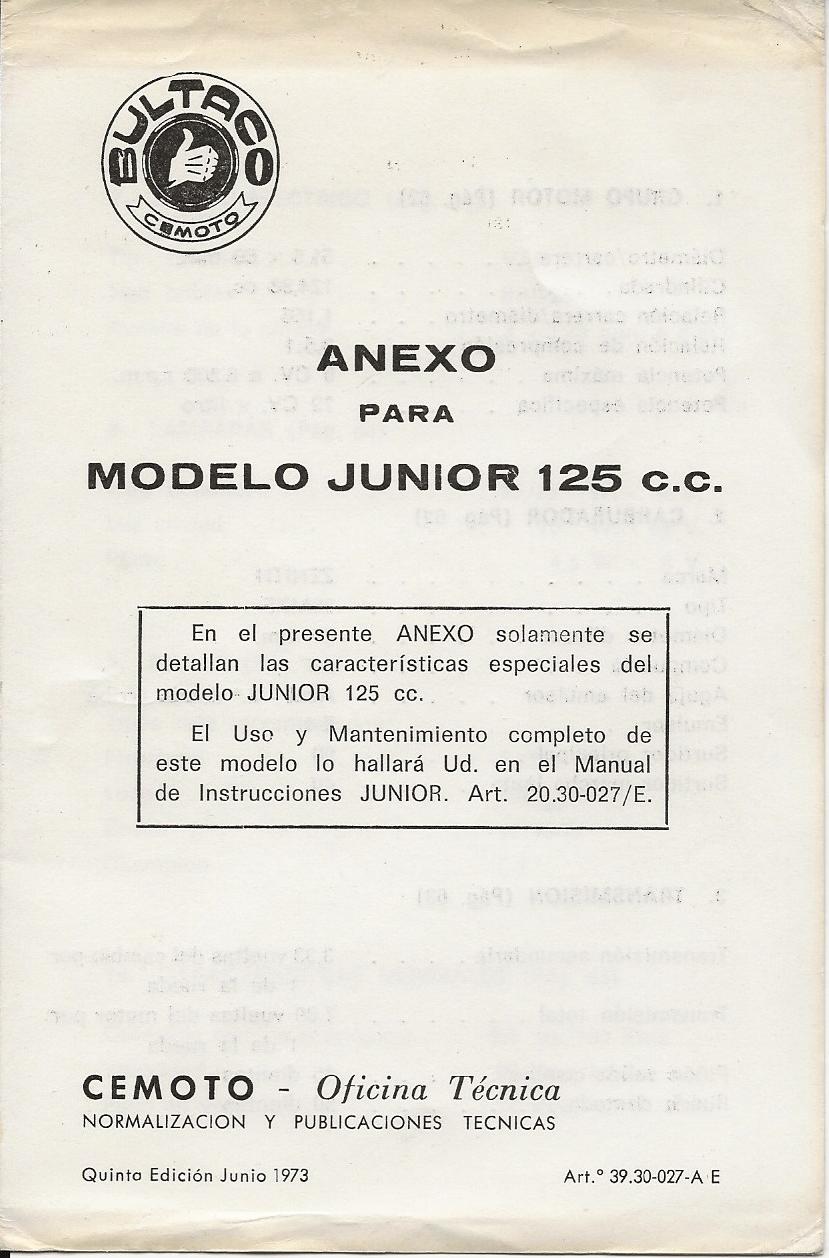 BULTACO
CEMOTO
ANEXO
PARA
MODELO JUNIOR 125 c.c.
En el presente ANEXO solamente se
detallan las características especiales del
modelo JUNIOR 125 cc.
El Uso y Mantenimiento completo de
este modelo lo hallará Ud. en el Manual
de Instrucciones JUNIOR. Art. 20.30-027/E.
CEMOTO - Oficina Técnica
NORMALIZACION Y PUBLICACIONES TECNICAS
Quinta Edición Junio 1973
Art.º 39.30-027-A E